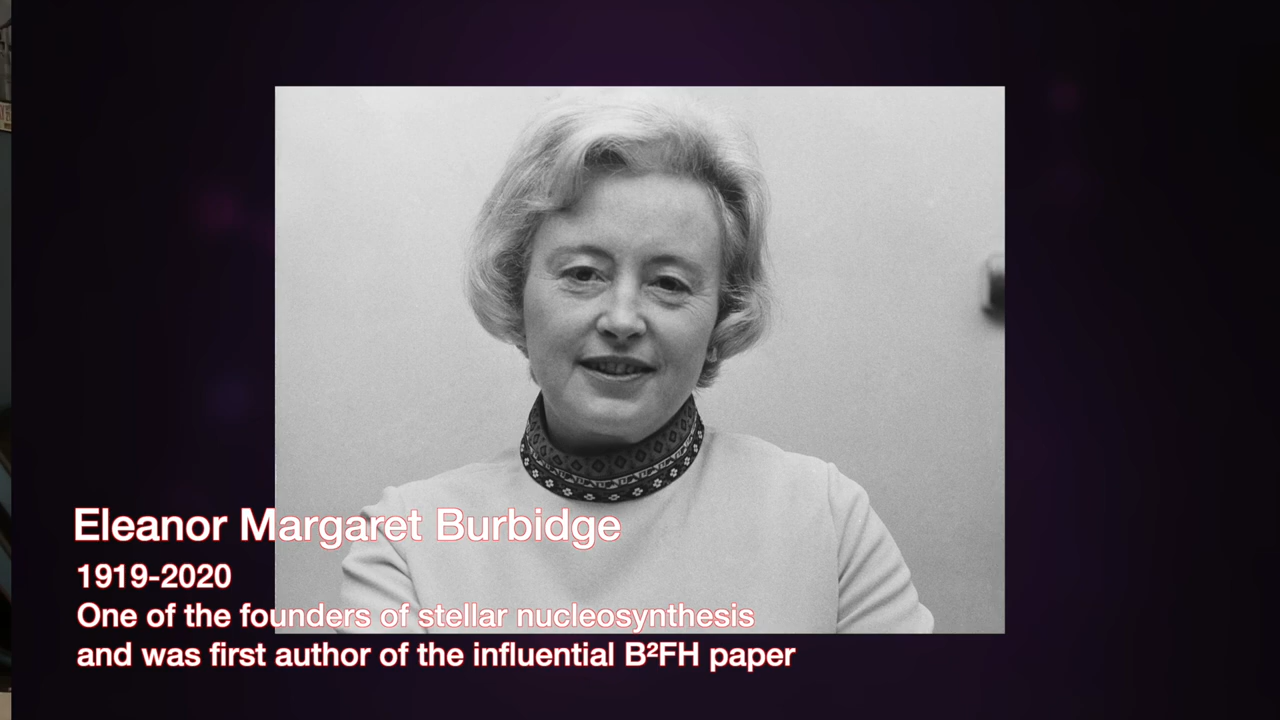 Eleanor Margaret Burbidge
1919-2020
One of the founders of stellar nucleosynthesis
and was first author of the influential B²FH paper